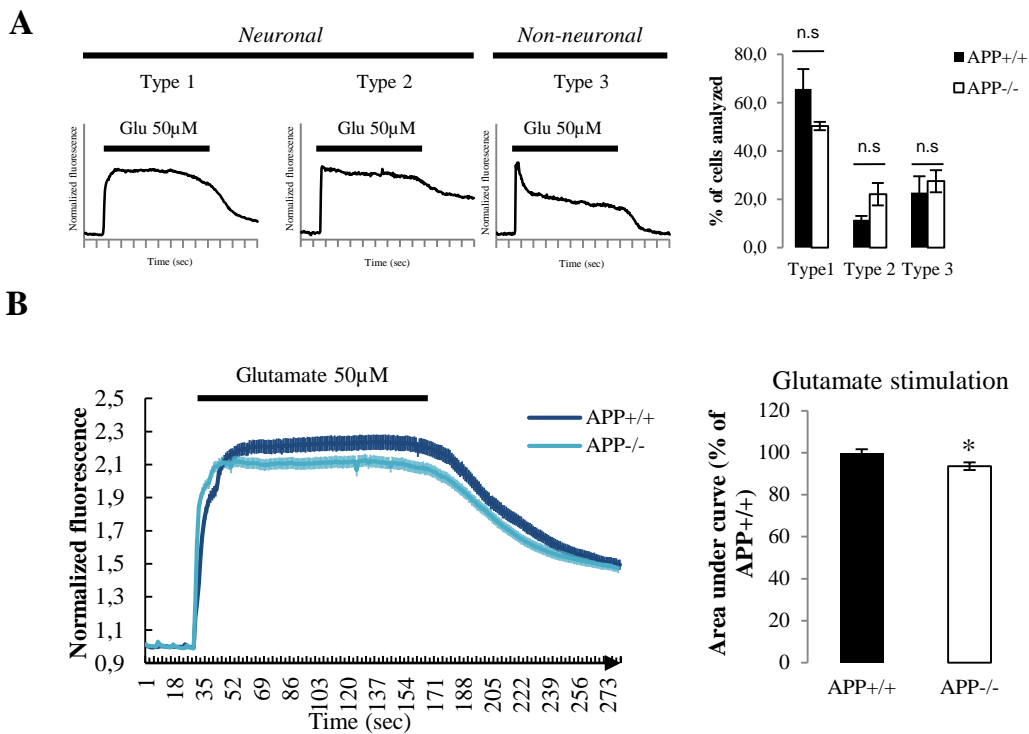 A
Neuronal
Non-neuronal
Type 1
Type 2
Type 3
Glu 50µM
Glu 50µM
Glu 50µM
Normalized fluorescence
Normalized fluorescence
Normalized fluorescence
Time (sec)
Time (sec)
Time (sec)
% of cells analyzed
80,0
60,0
40,0
20,0
0,0
n.s
n.s
n.s
APP+/+
APP-/-
Type1
Type 2
Type 3
B
Glutamate 50µM
Normalized fluorescence
2,5
2,3
2,1
1,9
1,7
1,5
1,3
1,1
0,9
APP+/+
APP-/-
1
18
35
52
69
86
103
120
137
154
171
188
205
222
239
256
273
Time (sec)
Glutamate stimulation
Area under curve (% of
APP+/+)
120
100
80
60
40
20
0
*
APP+/+
APP-/-